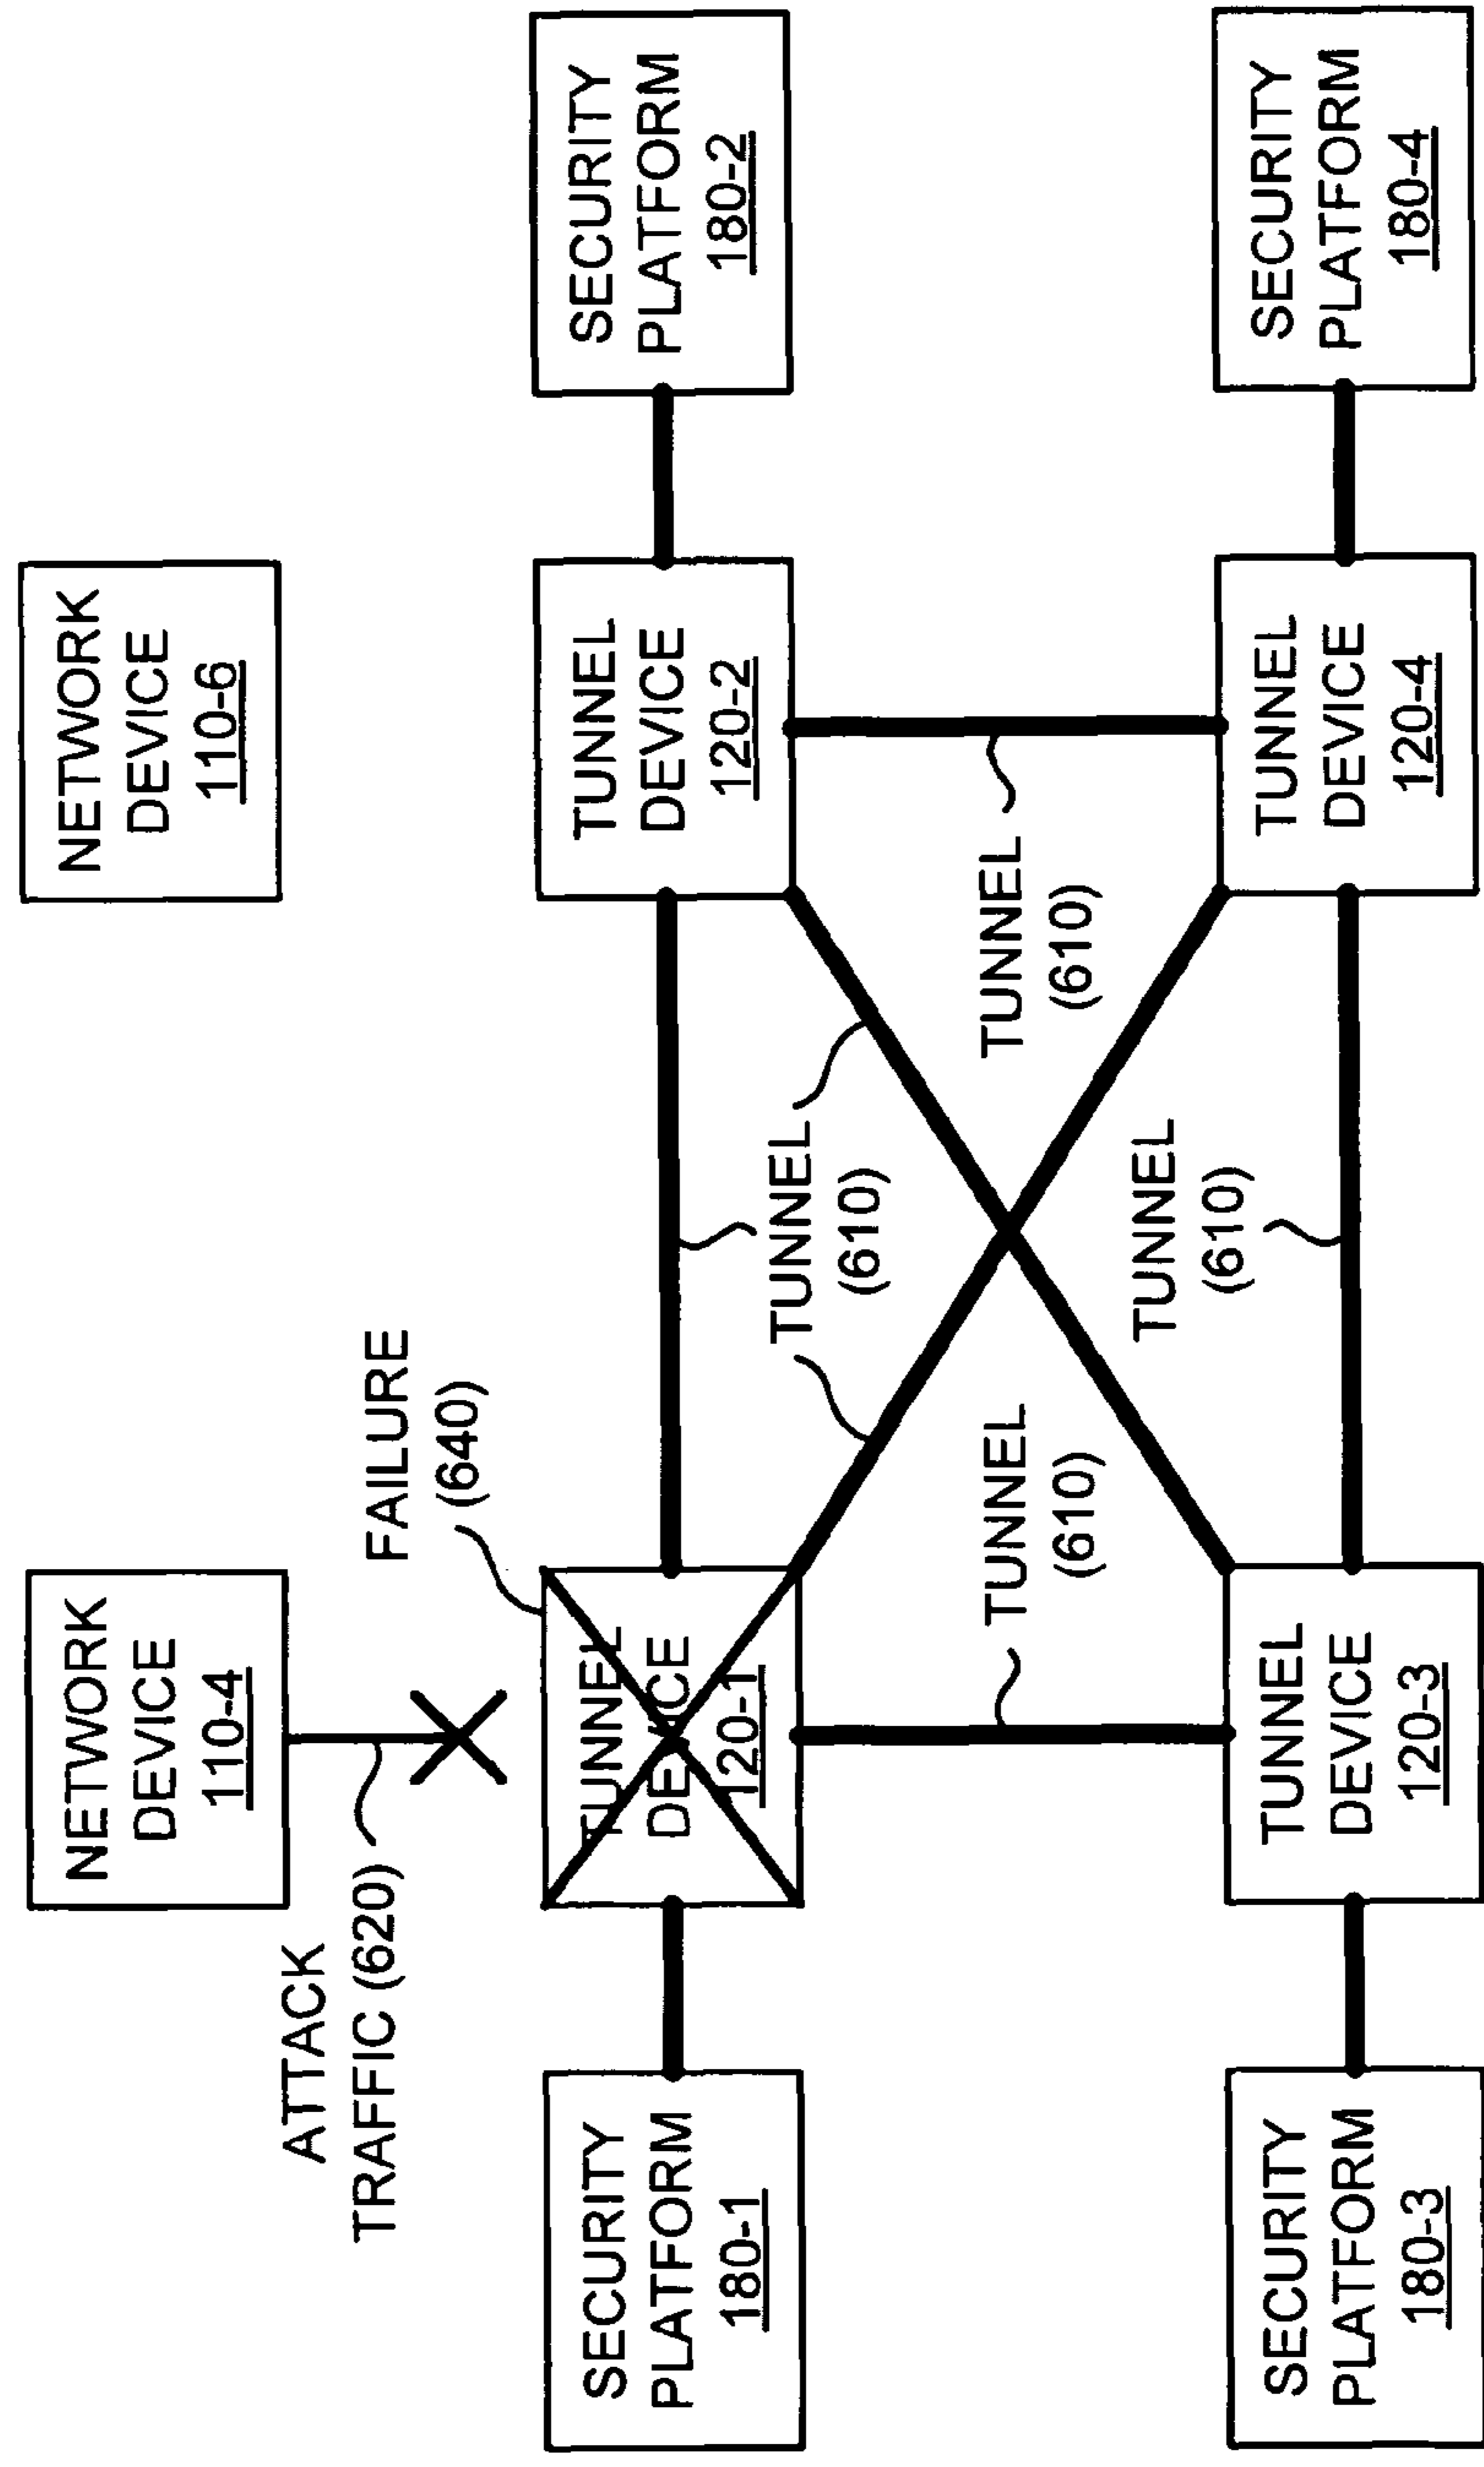 NETWORK
DEVICE
110-4
NETWORK
DEVICE
110-6
ATTACK
TRAFFIC (620)
FAILURE
(640)
SECURITY
PLATFORM
180-1
TUNNEL
DEVICE
120-1
TUNNEL
DEVICE
120-2
SECURITY
PLATFORM
180-2
TUNNEL
(610)
TUNNEL
(610)
TUNNEL
(610)
TUNNEL
(610)
SECURITY
PLATFORM
180-3
TUNNEL
DEVICE
120-3
TUNNEL
DEVICE
120-4
SECURITY
PLATFORM
180-4